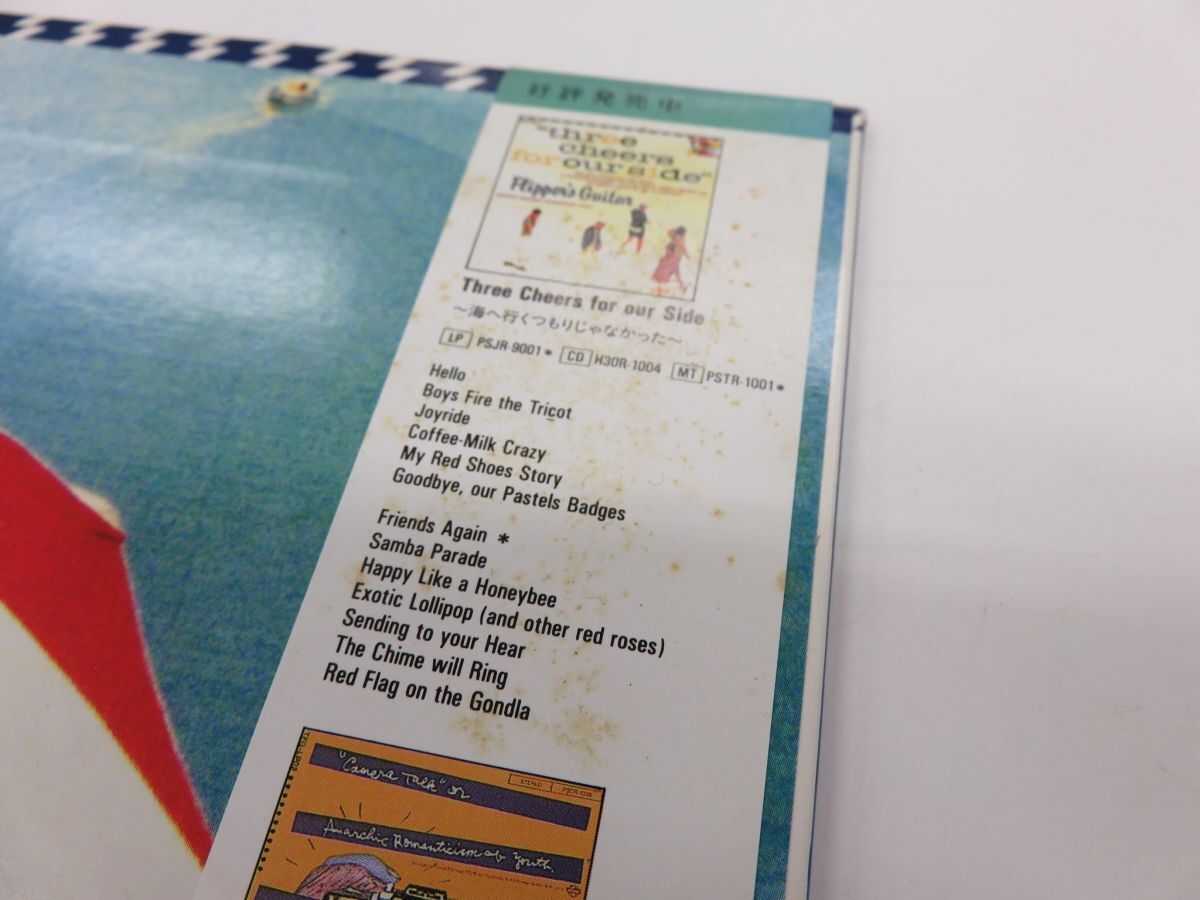 好評発売中
"three
cheers
for our side"
Flipper's Guitar
Three Cheers for our Side
〜海へ行くつもりじゃなかった〜
LP PSJR-9001* CD H30R-1004 MT PSTR-1001*
Hello
Boys Fire the Tricot
Joyride
Coffee-Milk Crazy
My Red Shoes Story
Goodbye, our Pastels Badges
Friends Again *
Samba Parade
Happy Like a Honeybee
Exotic Lollipop (and other red roses)
Sending to your Hear
The Chime will Ring
Red Flag on the Gondla
"Camera Talk" or
STEREO
Anarchic Romanticism ob Youth.